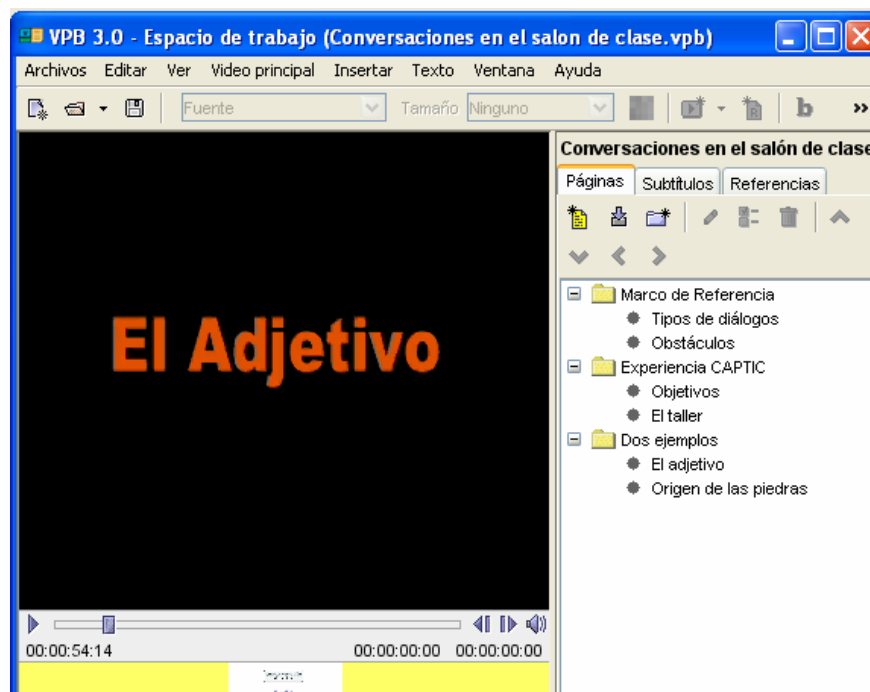 VPB 3.0 - Espacio de trabajo (Conversaciones en el salon de clase.vpb)
Archivos Editar Ver Video principal Insertar Texto Ventana Ayuda
Fuente Tamaño Ninguno b »
El Adjetivo
00:00:54:14 00:00:00:00 00:00:00:00
Conversaciones en el salón de clase
Páginas Subtítulos Referencias
Marco de Referencia
Tipos de diálogos
Obstáculos
Experiencia CAPTIC
Objetivos
El taller
Dos ejemplos
El adjetivo
Origen de las piedras